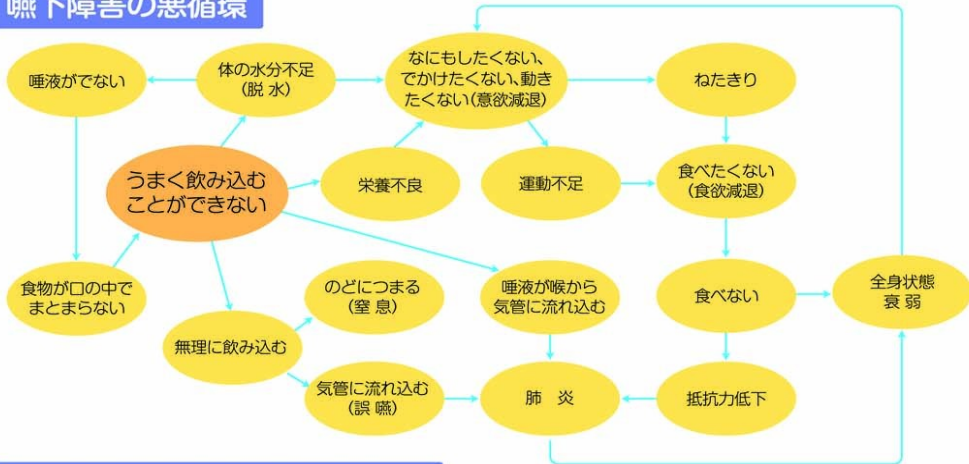 嚥下障害の悪循環
唾液がでない
体の水分不足
(脱 水)
なにもしたくない、
でかけたくない、動き
たくない(意欲減退)
ねたきり
うまく飲み込む
ことができない
栄養不良
運動不足
食べたくない
(食欲減退)
食物が口の中で
まとまらない
のどにつまる
(窒 息)
唾液が喉から
気管に流れ込む
食べない
全身状態
衰 弱
無理に飲み込む
気管に流れ込む
(誤 嚥)
肺 炎
抵抗力低下